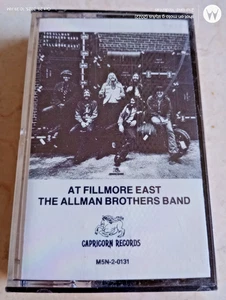 AT FILLMORE EAST
THE ALLMAN BROTHERS BAND
CAPRICORN RECORDS
M5N-2-0131